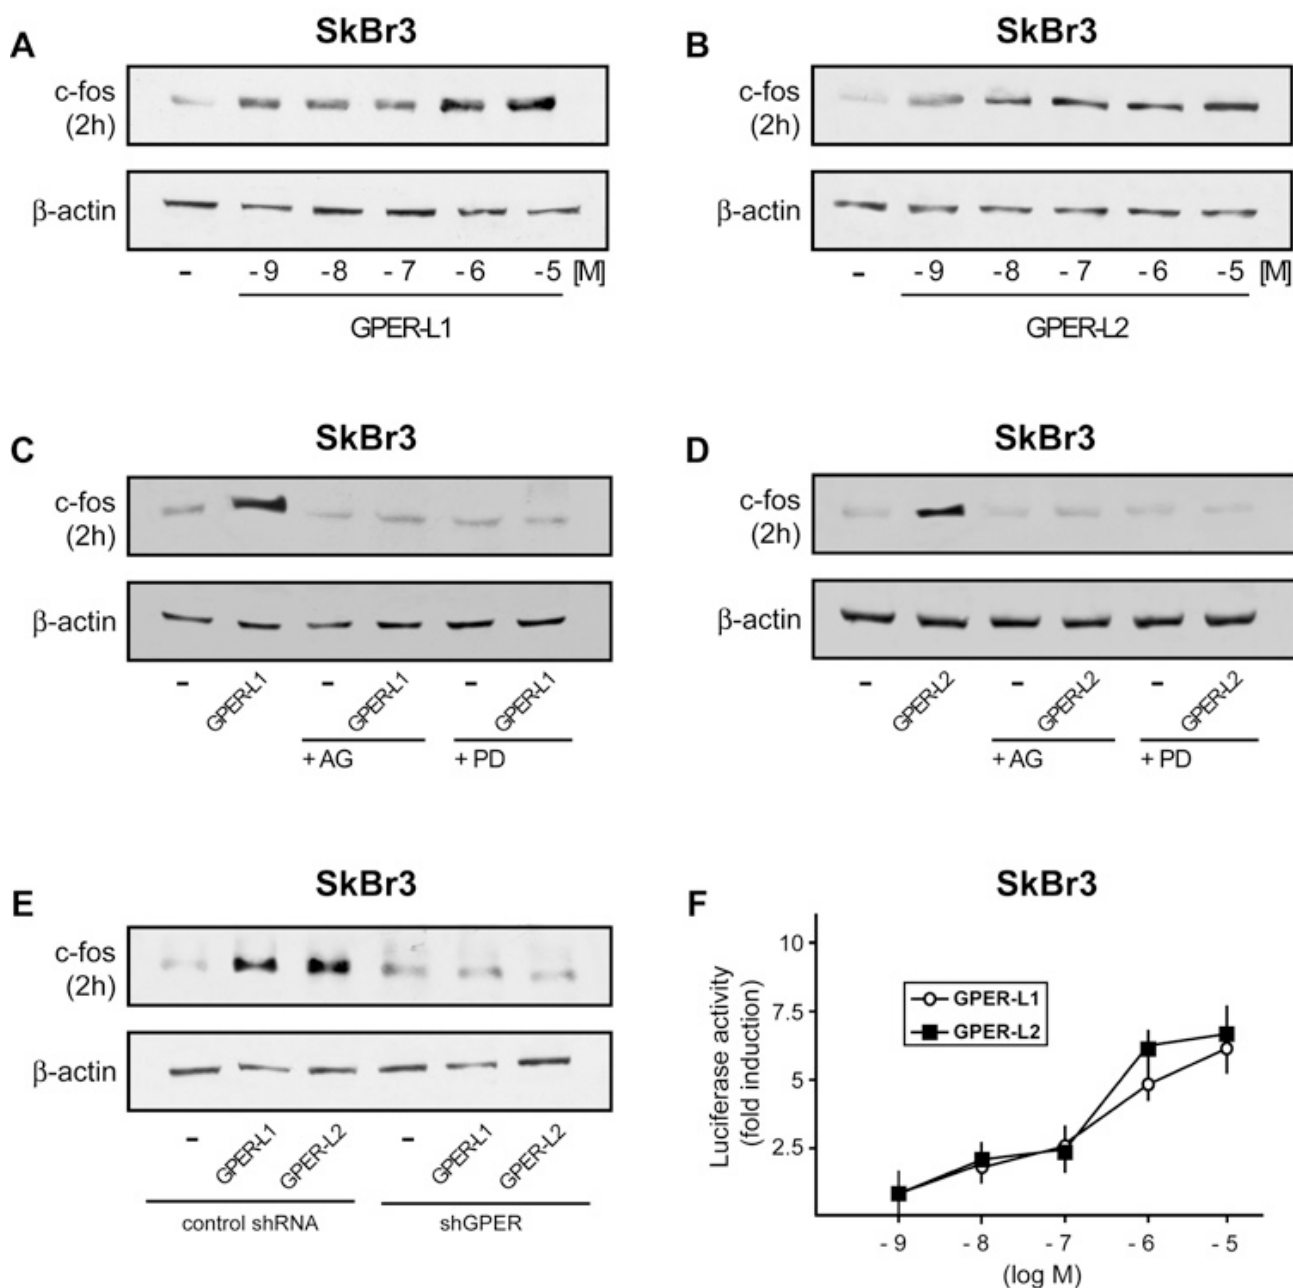 A
SkBr3
c-fos
(2h)
β-actin
- -9 -8 -7 -6 -5 [M]
GPER-L1
B
SkBr3
c-fos
(2h)
β-actin
- -9 -8 -7 -6 -5 [M]
GPER-L2
C
SkBr3
c-fos
(2h)
β-actin
- GPER-L1 - GPER-L1 - GPER-L1
+ AG + PD
D
SkBr3
c-fos
(2h)
β-actin
- GPER-L2 - GPER-L2 - GPER-L2
+ AG + PD
E
SkBr3
c-fos
(2h)
β-actin
- GPER-L1 GPER-L2 - GPER-L1 GPER-L2
control shRNA shGPER
F
SkBr3
Luciferase activity
(fold induction)
10
7.5
5
2.5
GPER-L1
GPER-L2
-9 -8 -7 -6 -5
(log M)